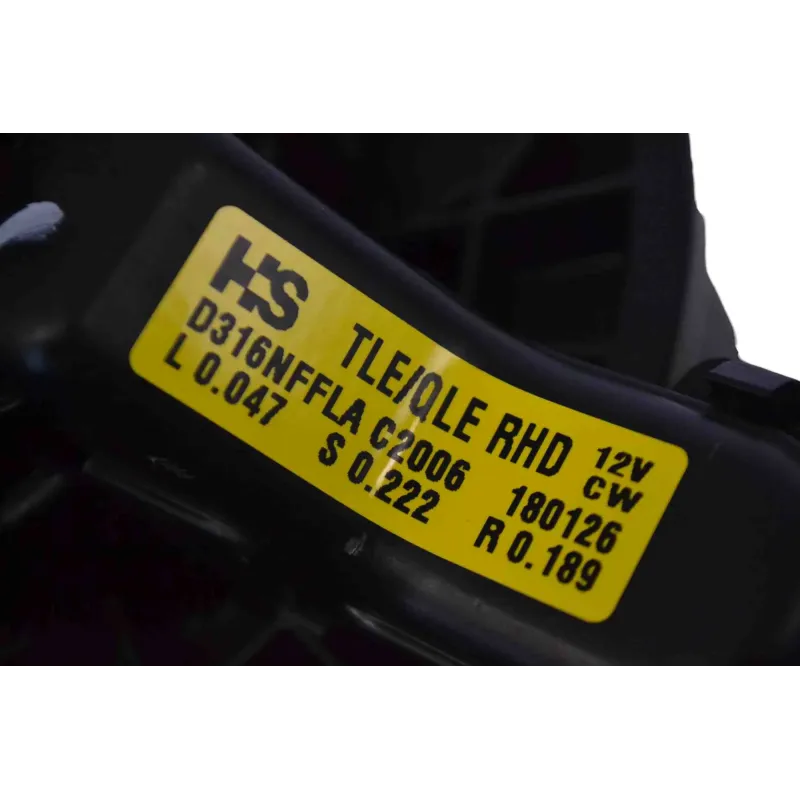 HS TLE/QLE RHD 12V CW
D316NFFLA C2006 180126
L 0.047 S 0.222 R 0.189